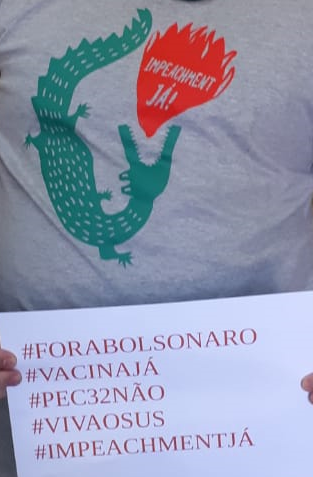 IMPEACHMENT
JÁ!
#FORABOLSONARO
#VACINAJÁ
#PEC32NÃO
#VIVAOSUS
#IMPEACHMENTJÁ